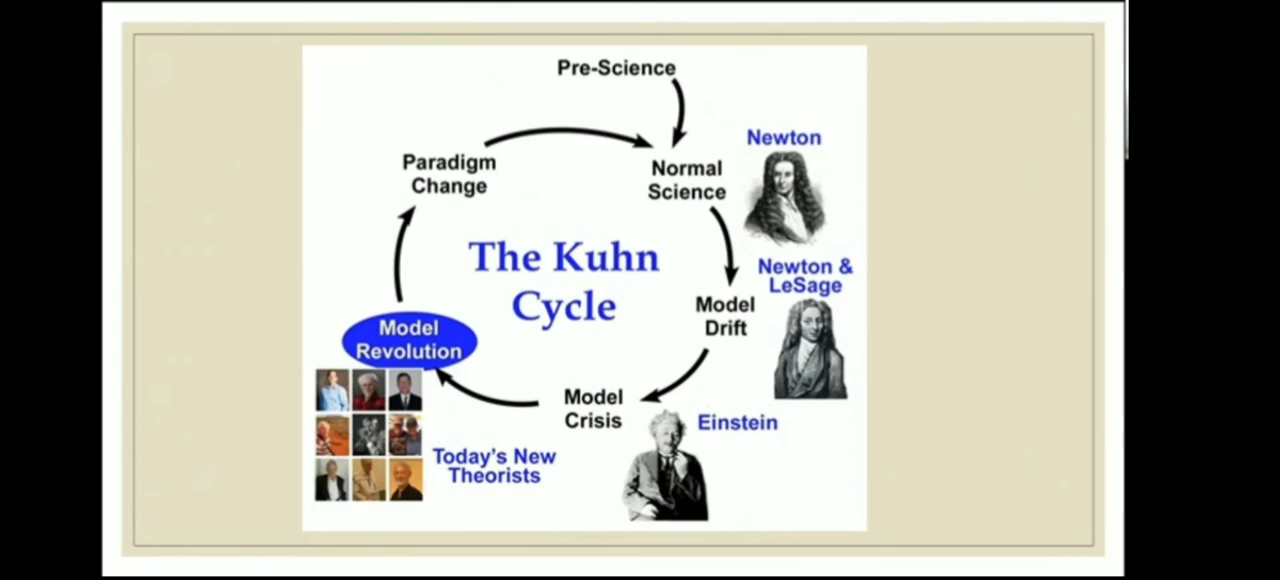 Pre-Science
Newton
Paradigm
Change
Normal
Science
The Kuhn
Cycle
Newton &
LeSage
Model
Drift
Model
Revolution
Model
Crisis
Einstein
Today's New
Theorists